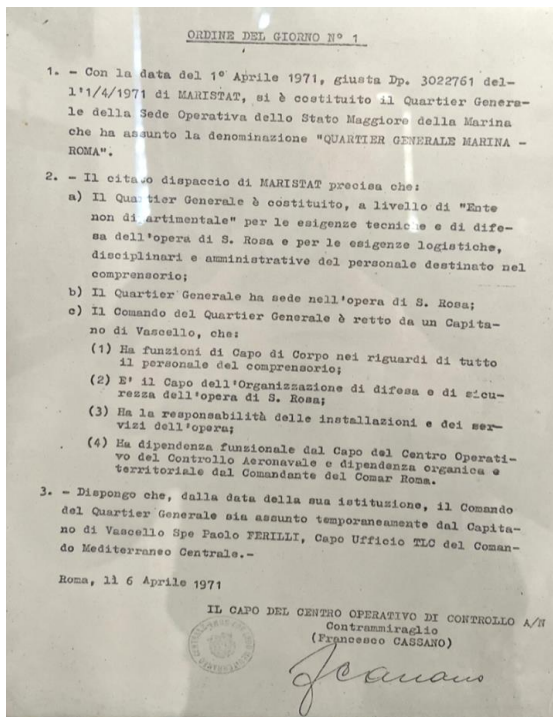 ORDINE DEL GIORNO N° 1
1. - Con la data del 1° Aprile 1971, giusta Dp. 3022761 del-
l'1/4/1971 di MARISTAT, si è costituito il Quartier Genera-
le della Sede Operativa dello Stato Maggiore della Marina
che ha assunto la denominazione "QUARTIER GENERALE MARINA -
ROMA".
2. - Il citato dispaccio di MARISTAT precisa che:
a) Il Quartier Generale è costituito, a livello di "Ente
non dipartimentale" per le esigenze tecniche e di dife-
sa dell'opera di S. Rosa e per le esigenze logistiche,
disciplinari e amministrative del personale destinato nel
comprensorio;
b) Il Quartier Generale ha sede nell'opera di S. Rosa;
c) Il Comando del Quartier Generale è retto da un Capita-
no di Vascello, che:
(1) Ha funzioni di Capo di Corpo nei riguardi di tutto
il personale del comprensorio;
(2) E' il Capo dell'Organizzazione di difesa e di sicu-
rezza dell'opera di S. Rosa;
(3) Ha la responsabilità delle installazioni e dei ser-
vizi dell'opera;
(4) Ha dipendenza funzionale dal Capo del Centro Operati-
vo del Controllo Aeronavale e dipendenza organica e
territoriale dal Comandante del Comar Roma.
3. - Dispongo che, dalla data della sua istituzione, il Comando
del Quartier Generale sia assunto temporaneamente dal Capita-
no di Vascello Spe Paolo FERILLI, Capo Ufficio TLC del Coman-
do Mediterraneo Centrale.-
Roma, lì 6 Aprile 1971
IL CAPO DEL CENTRO OPERATIVO DI CONTROLLO A/N
Contrammiraglio
(Francesco CASSANO)